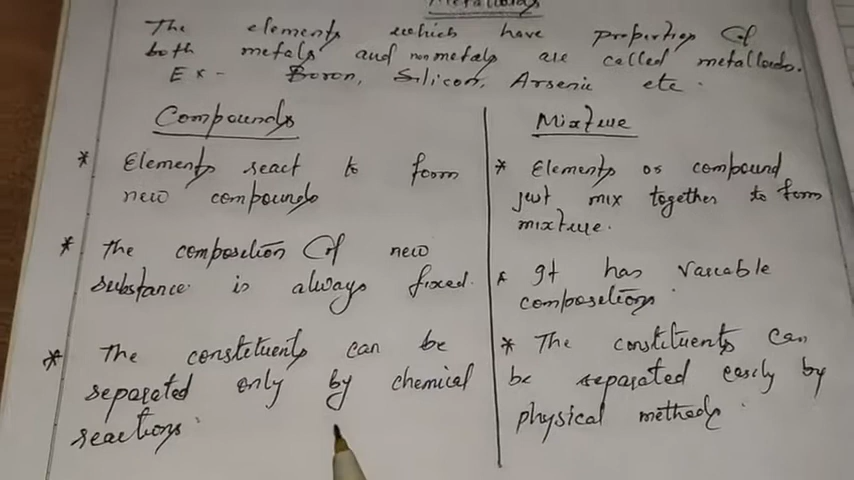 Metalloids
The elements which have properties of
both metals and nonmetals are called metalloids.
Ex - Boron, Silicon, Arsenic etc.
Compounds
* Elements react to form
new compounds
* The composition of new
substance is always fixed.
* The constituents can be
separated only by chemical
reactions.
Mixture
* Elements or compound
just mix together to form
mixture.
* It has variable
compositions.
* The constituents can
be separated easily by
physical methods.